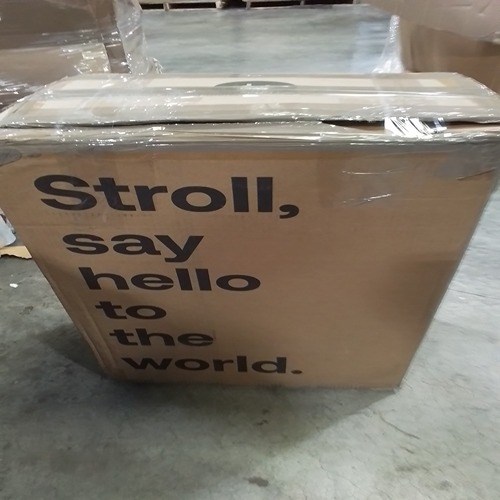 Stroll,
say
hello
to
the
world.